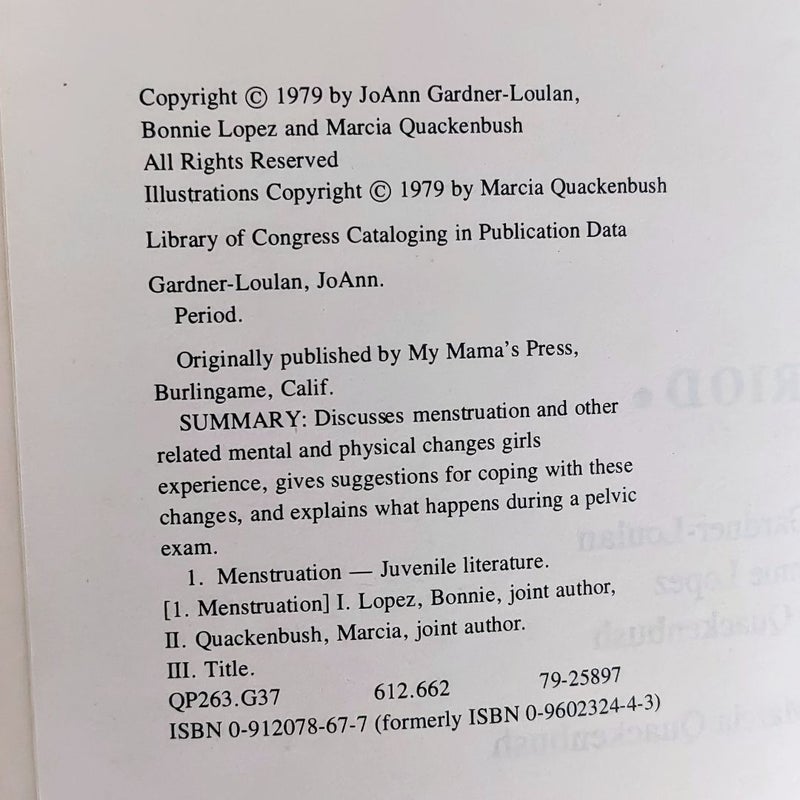 Copyright © 1979 by JoAnn Gardner-Loulan,
Bonnie Lopez and Marcia Quackenbush
All Rights Reserved
Illustrations Copyright © 1979 by Marcia Quackenbush
Library of Congress Cataloging in Publication Data
Gardner-Loulan, JoAnn.
Period.
Originally published by My Mama's Press,
Burlingame, Calif.
SUMMARY: Discusses menstruation and other
related mental and physical changes girls
experience, gives suggestions for coping with these
changes, and explains what happens during a pelvic
exam.
1. Menstruation — Juvenile literature.
[1. Menstruation] I. Lopez, Bonnie, joint author,
II. Quackenbush, Marcia, joint author.
III. Title.
QP263.G37 612.662 79-25897
ISBN 0-912078-67-7 (formerly ISBN 0-9602324-4-3)